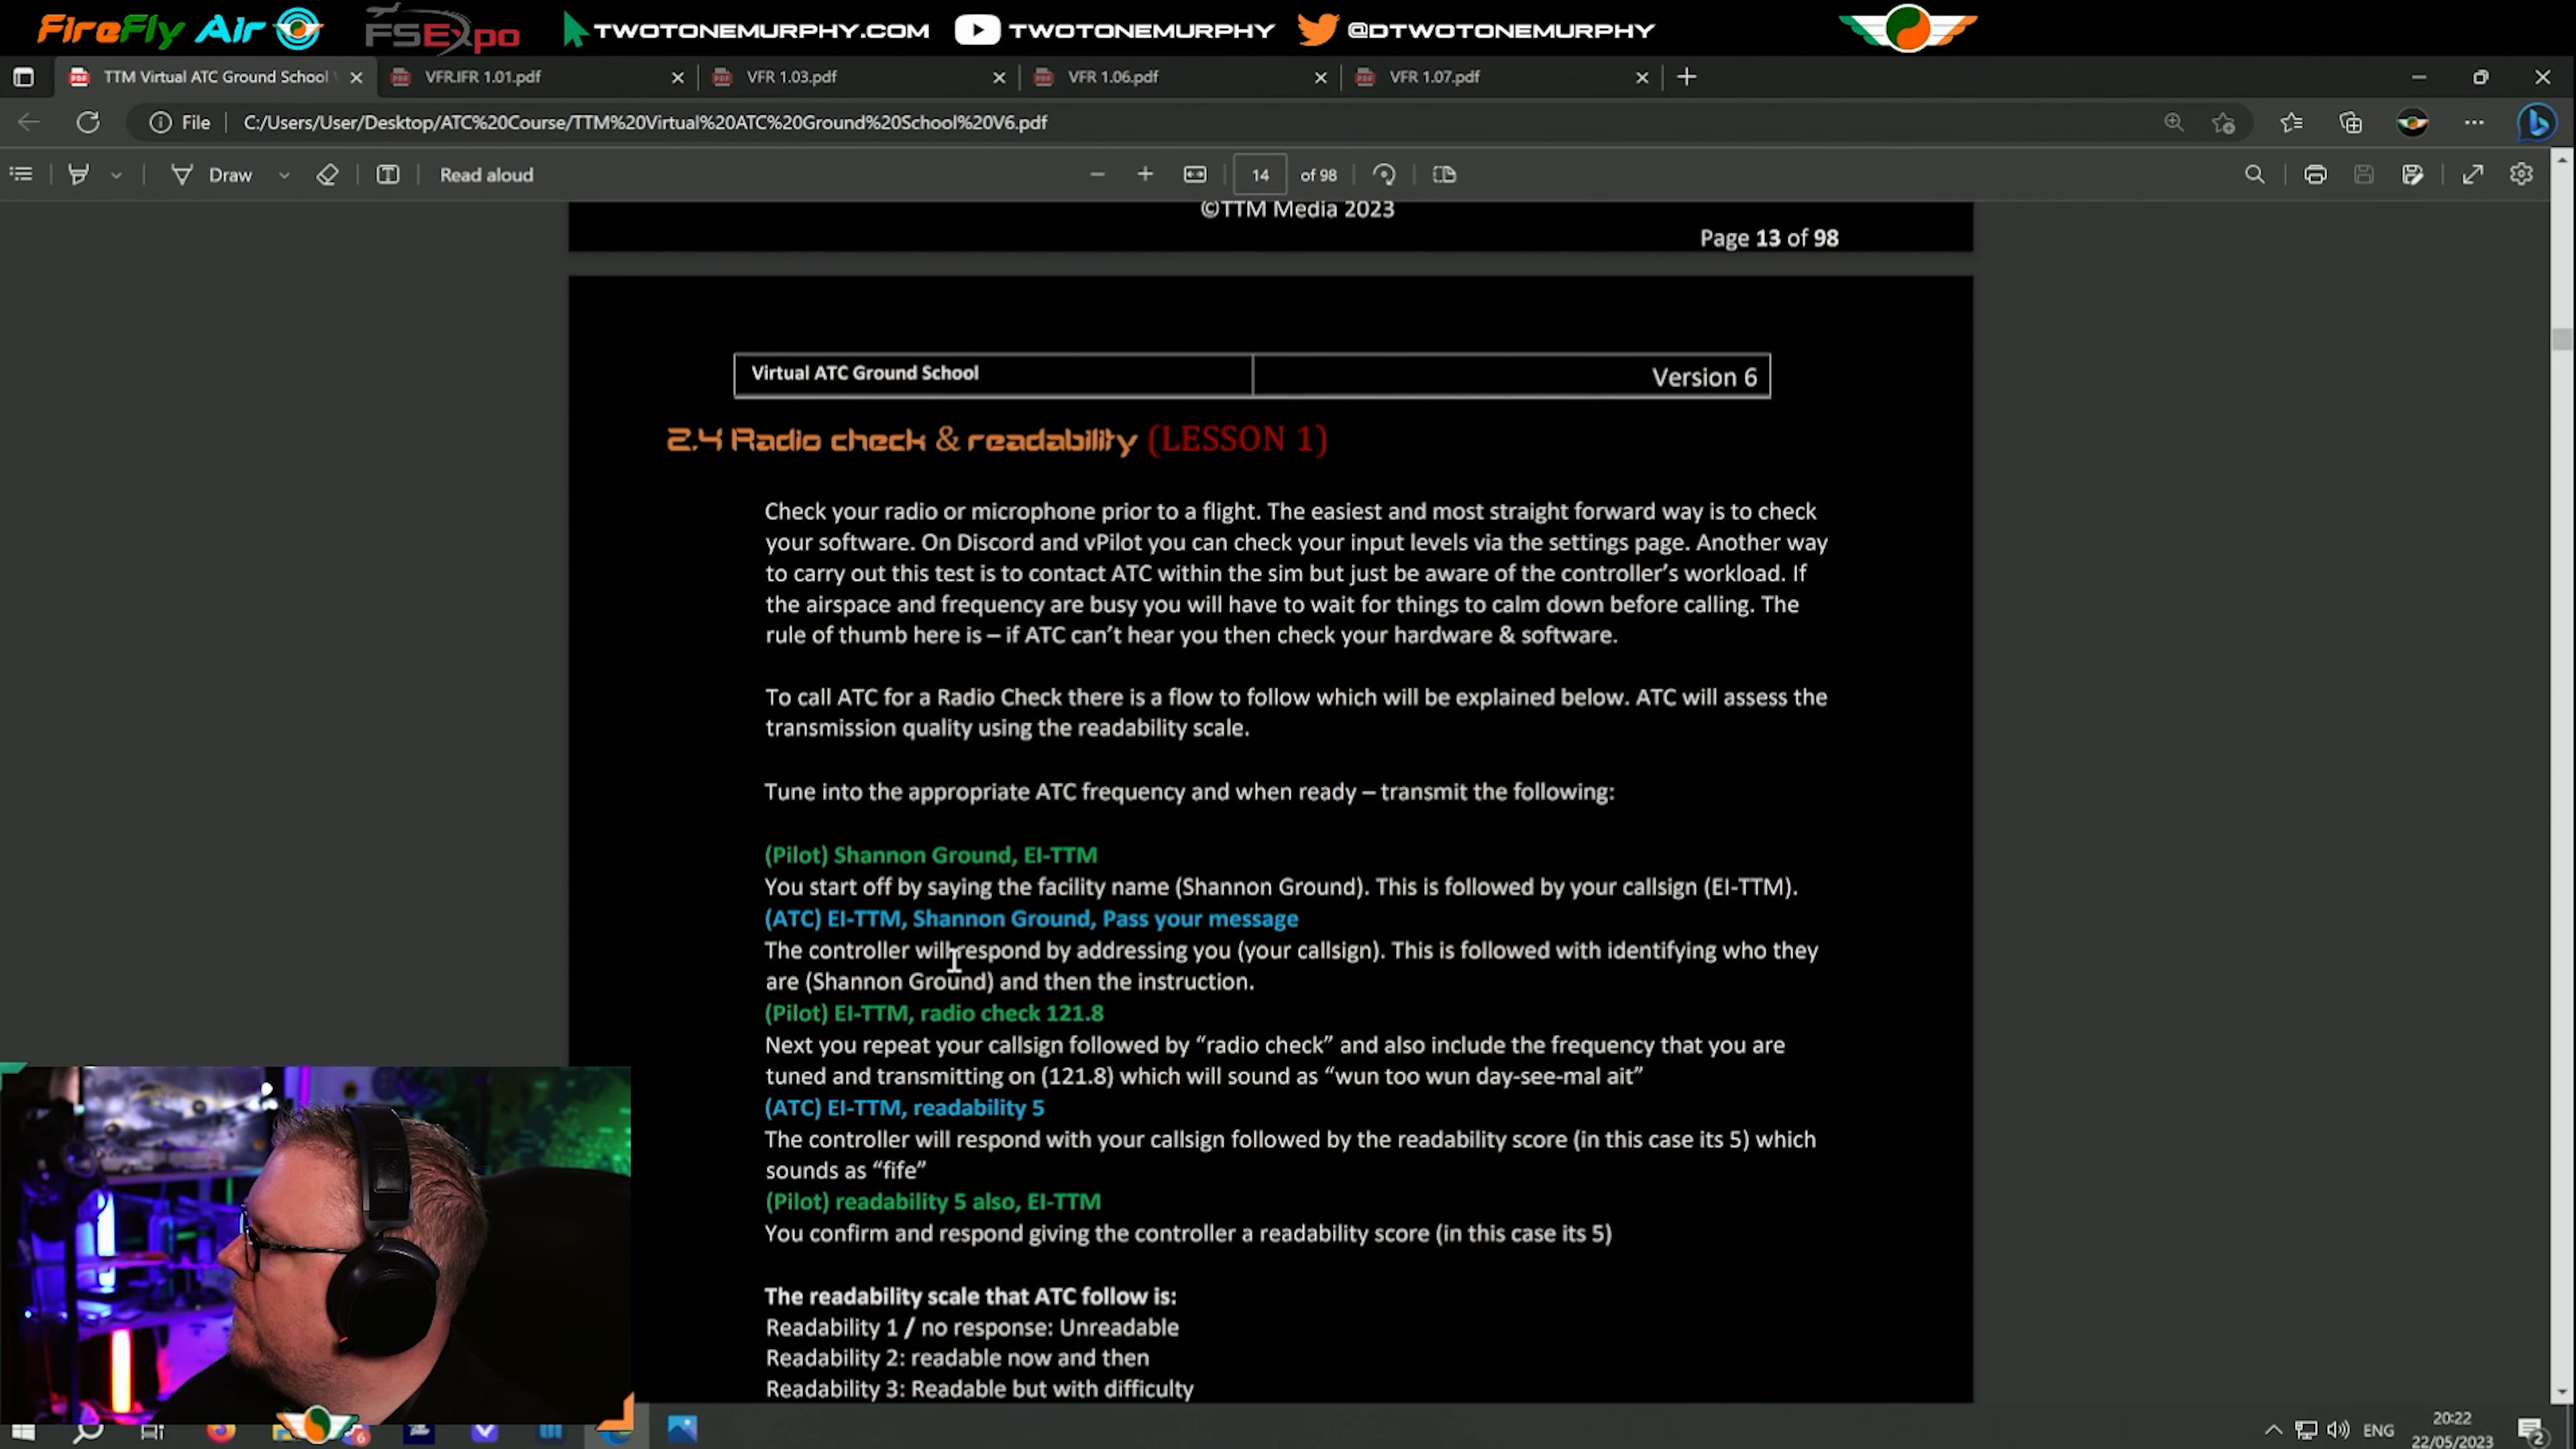 FireFly Air FSExpo TWOTONEMURPHY.COM TWOTONEMURPHY @DTWOTONEMURPHY
TTM Virtual ATC Ground School VFR.IFR 1.01.pdf VFR 1.03.pdf VFR 1.06.pdf VFR 1.07.pdf
File C:/Users/User/Desktop/ATC%20Course/TTM%20Virtual%20ATC%20Ground%20School%20V6.pdf
Draw Read aloud 14 of 98
©TTM Media 2023
Page 13 of 98
Virtual ATC Ground School Version 6
2.4 Radio check & readability (LESSON 1)
Check your radio or microphone prior to a flight. The easiest and most straight forward way is to check
your software. On Discord and vPilot you can check your input levels via the settings page. Another way
to carry out this test is to contact ATC within the sim but just be aware of the controller's workload. If
the airspace and frequency are busy you will have to wait for things to calm down before calling. The
rule of thumb here is – if ATC can't hear you then check your hardware & software.
To call ATC for a Radio Check there is a flow to follow which will be explained below. ATC will assess the
transmission quality using the readability scale.
Tune into the appropriate ATC frequency and when ready – transmit the following:
(Pilot) Shannon Ground, EI-TTM
You start off by saying the facility name (Shannon Ground). This is followed by your callsign (EI-TTM).
(ATC) EI-TTM, Shannon Ground, Pass your message
The controller will respond by addressing you (your callsign). This is followed with identifying who they
are (Shannon Ground) and then the instruction.
(Pilot) EI-TTM, radio check 121.8
Next you repeat your callsign followed by "radio check" and also include the frequency that you are
tuned and transmitting on (121.8) which will sound as "wun too wun day-see-mal ait"
(ATC) EI-TTM, readability 5
The controller will respond with your callsign followed by the readability score (in this case its 5) which
sounds as "fife"
(Pilot) readability 5 also, EI-TTM
You confirm and respond giving the controller a readability score (in this case its 5)
The readability scale that ATC follow is:
Readability 1 / no response: Unreadable
Readability 2: readable now and then
Readability 3: Readable but with difficulty
ENG 20:22
22/05/2023 2